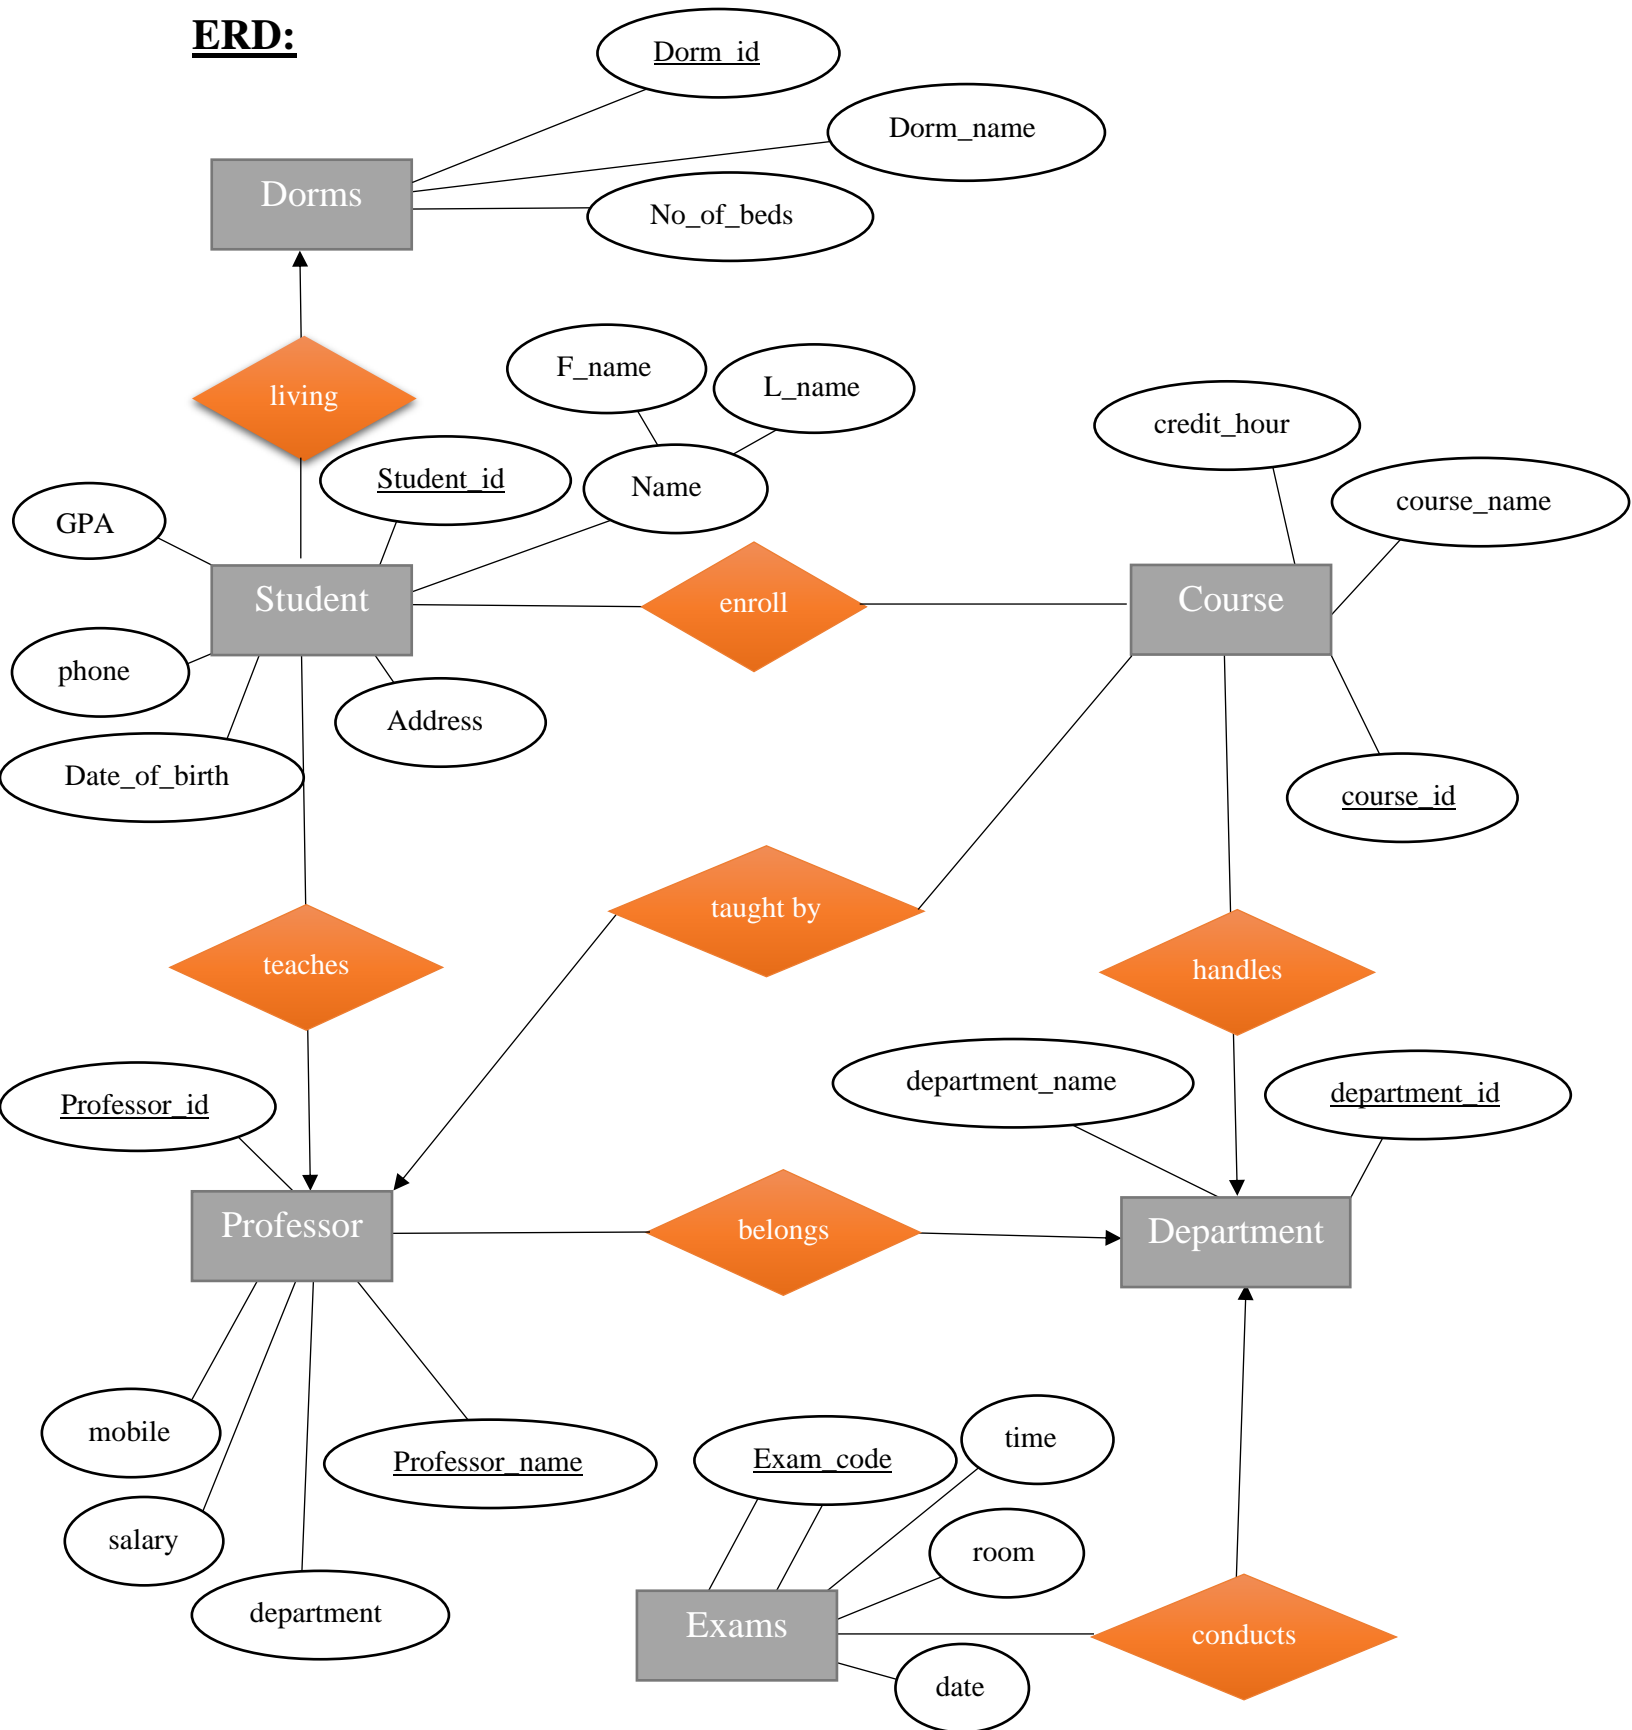 ERD:
Dorm_id
Dorm_name
Dorms
No_of_beds
living
F_name
L_name
credit_hour
Student_id
Name
course_name
GPA
Student
enroll
Course
phone
Address
Date_of_birth
course_id
taught by
teaches
handles
department_name
department_id
Professor_id
Professor
belongs
Department
mobile
Professor_name
Exam_code
time
salary
room
department
Exams
conducts
date